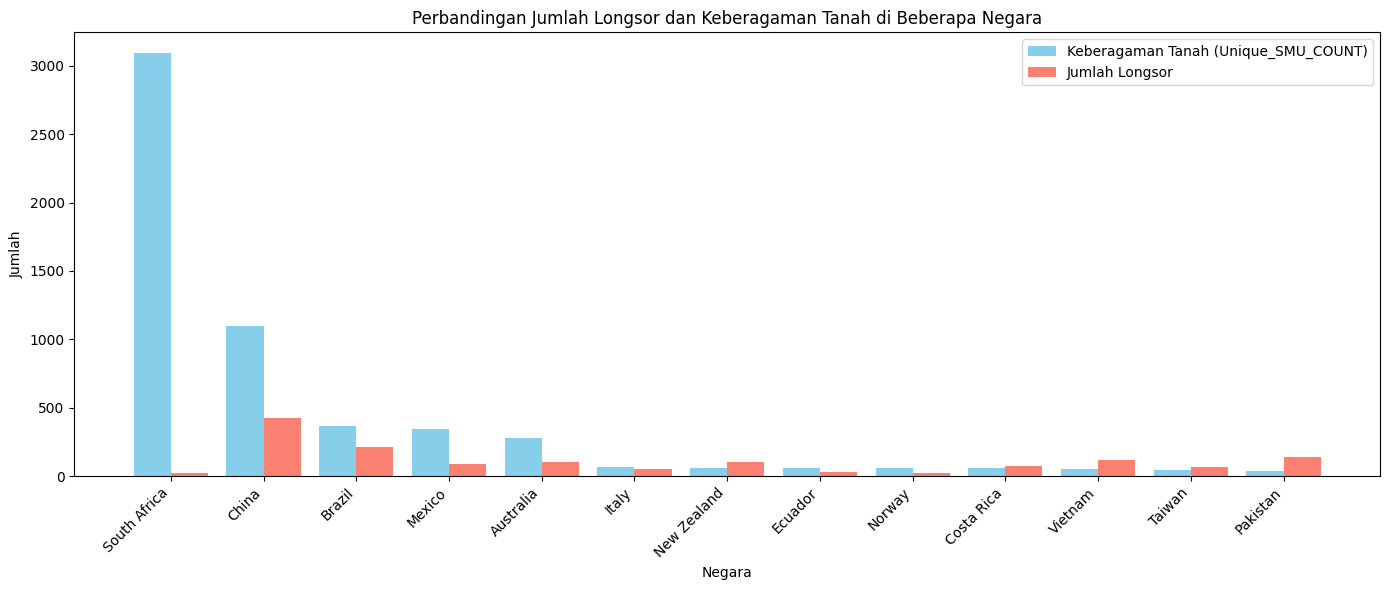 Perbandingan Jumlah Longsor dan Keberagaman Tanah di Beberapa Negara
Keberagaman Tanah (Unique_SMU_COUNT)
Jumlah Longsor
Jumlah
3000
2500
2000
1500
1000
500
0
South Africa
China
Brazil
Mexico
Australia
Italy
New Zealand
Ecuador
Norway
Costa Rica
Vietnam
Taiwan
Pakistan
Negara